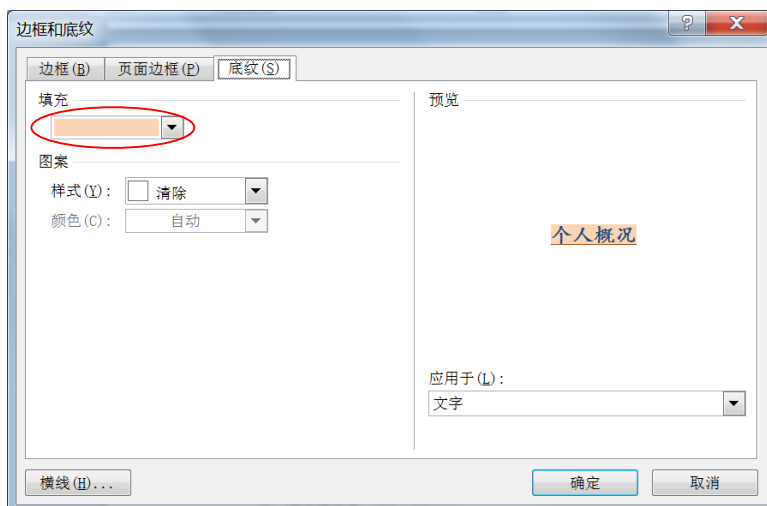 边框和底纹
边框(B) 页面边框(P) 底纹(S)
填充
图案
样式(Y): 清除
颜色(C): 自动
预览
个人概况
应用于(L):
文字
横线(H)... 确定 取消